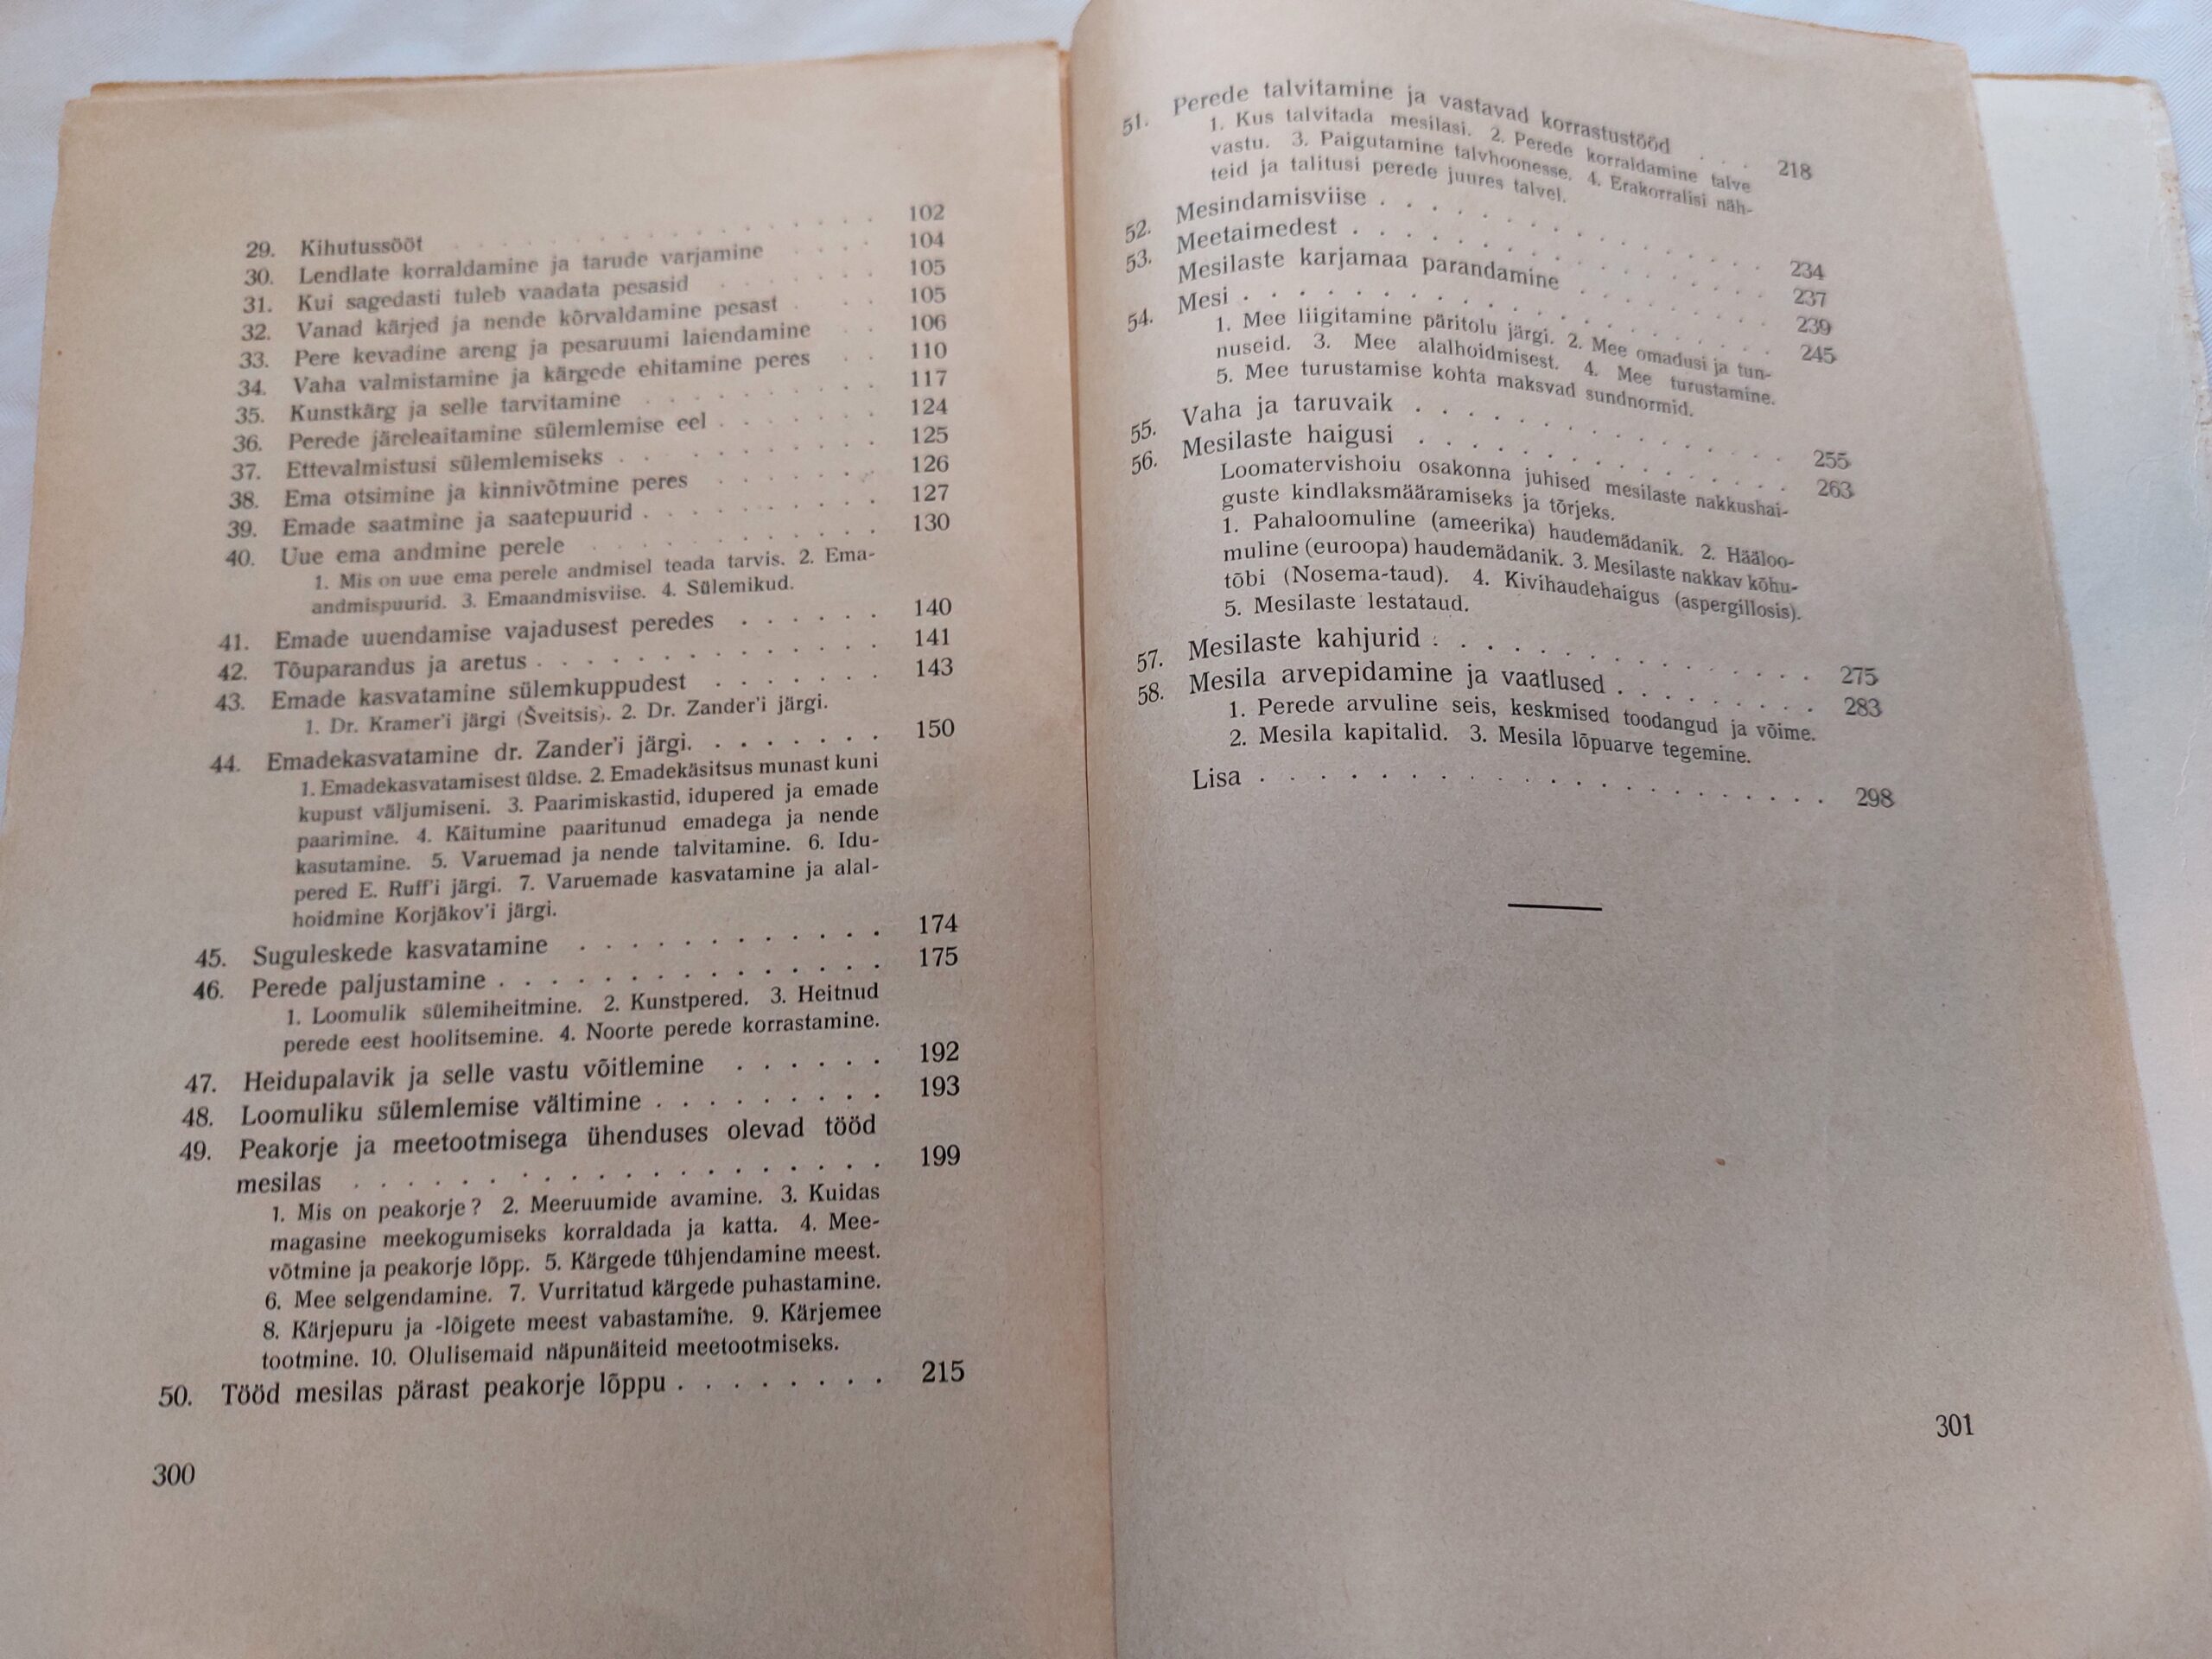 29. Kihutussööt . . . . . . . . . . . . 102
30. Lendlate korraldamine ja tarude varjamine . . . . 104
31. Kui sagedasti tuleb vaadata pesasid . . . . . . 105
32. Vanad kärjed ja nende kõrvaldamine pesast . . . . 105
33. Pere kevadine areng ja pesaruumi laiendamine . . 106
34. Vaha valmistamine ja kärgede ehitamine peres . . 110
35. Kunstkärg ja selle tarvitamine . . . . . . . . 117
36. Perede järeleaitamine sülemlemise eel . . . . . . 124
37. Ettevalmistusi sülemlemiseks . . . . . . . . . 125
38. Ema otsimine ja kinnivõtmine peres . . . . . . 126
39. Emade saatmine ja saatepuurid . . . . . . . . 127
40. Uue ema andmine perele . . . . . . . . . . 130
1. Mis on uue ema perele andmisel teada tarvis. 2. Ema-
andmispuurid. 3. Emaandmisviise. 4. Sülemikud.
41. Emade uuendamise vajadusest peredes . . . . . . 140
42. Tõuparandus ja aretus . . . . . . . . . . . . . 141
43. Emade kasvatamine sülemkuppudest . . . . . . . 143
1. Dr. Kramer'i järgi (Šveitsis). 2. Dr. Zander'i järgi.
44. Emadekasvatamine dr. Zander'i järgi. . . . . . . . 150
1. Emadekasvatamisest üldse. 2. Emadekäsitsus munast kuni
kupust väljumiseni. 3. Paarimiskastid, idupered ja emade
paarimine. 4. Käitumine paaritunud emadega ja nende
kasutamine. 5. Varuemad ja nende talvitamine. 6. Idu-
pered E. Ruff'i järgi. 7. Varuemade kasvatamine ja alal-
hoidmine Korjäkov'i järgi.
45. Suguleskede kasvatamine . . . . . . . . . . . . 174
46. Perede paljustamine . . . . . . . . . . . . . . . 175
1. Loomulik sülemiheitmine. 2. Kunstpered. 3. Heitnud
perede eest hoolitsemine. 4. Noorte perede korrastamine.
47. Heidupalavik ja selle vastu võitlemine . . . . . . 192
48. Loomuliku sülemlemise vältimine . . . . . . . . . 193
49. Peakorje ja meetootmisega ühenduses olevad tööd
mesilas . . . . . . . . . . . . . . . . . . . . 199
1. Mis on peakorje? 2. Meeruumide avamine. 3. Kuidas
magasine meekogumiseks korraldada ja katta. 4. Mee-
võtmine ja peakorje lõpp. 5. Kärgede tühjendamine meest.
6. Mee selgendamine. 7. Vurritatud kärgede puhastamine.
8. Kärjepuru ja -lõigete meest vabastamine. 9. Kärjemee
tootmine. 10. Olulisemaid näpunäiteid meetootmiseks.
50. Tööd mesilas pärast peakorje lõppu . . . . . . . . 215
300
51. Perede talvitamine ja vastavad korrastustööd . . . 218
1. Kus talvitada mesilasi. 2. Perede korraldamine talve
vastu. 3. Paigutamine talvhoonesse. 4. Erakorralisi näh-
teid ja talitusi perede juures talvel.
52. Mesindamisviise . . . . . . . . . . . . . . . 234
53. Meetaimedest . . . . . . . . . . . . . . . . 237
Mesilaste karjamaa parandamine . . . . . . . . 239
54. Mesi . . . . . . . . . . . . . . . . . . . . 245
1. Mee liigitamine päritolu järgi. 2. Mee omadusi ja tun-
nuseid. 3. Mee alalhoidmisest. 4. Mee turustamine.
5. Mee turustamise kohta maksvad sundnormid.
55. Vaha ja taruvaik . . . . . . . . . . . . . . 255
56. Mesilaste haigusi . . . . . . . . . . . . . . 263
Loomatervishoiu osakonna juhised mesilaste nakkushai-
guste kindlaksmääramiseks ja tõrjeks.
1. Pahaloomuline (ameerika) haudemädanik. 2. Hääloo-
muline (euroopa) haudemädanik. 3. Mesilaste nakkav kõhu-
tõbi (Nosema-taud). 4. Kivihaudehaigus (aspergillosis).
5. Mesilaste lestataud.
57. Mesilaste kahjurid . . . . . . . . . . . . . . 275
58. Mesila arvepidamine ja vaatlused . . . . . . . . 283
1. Perede arvuline seis, keskmised toodangud ja võime.
2. Mesila kapitalid. 3. Mesila lõpuarve tegemine.
Lisa . . . . . . . . . . . . . . . . . . . . 298
301